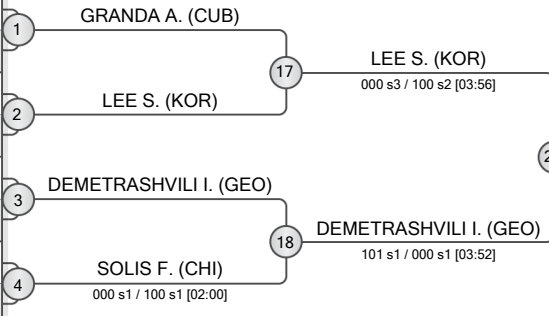 GRANDA A. (CUB)
1
17
LEE S. (KOR)
000 s3 / 100 s2 [03:56]
LEE S. (KOR)
2
2
DEMETRASHVILI I. (GEO)
3
18
DEMETRASHVILI I. (GEO)
101 s1 / 000 s1 [03:52]
SOLIS F. (CHI)
4
000 s1 / 100 s1 [02:00]